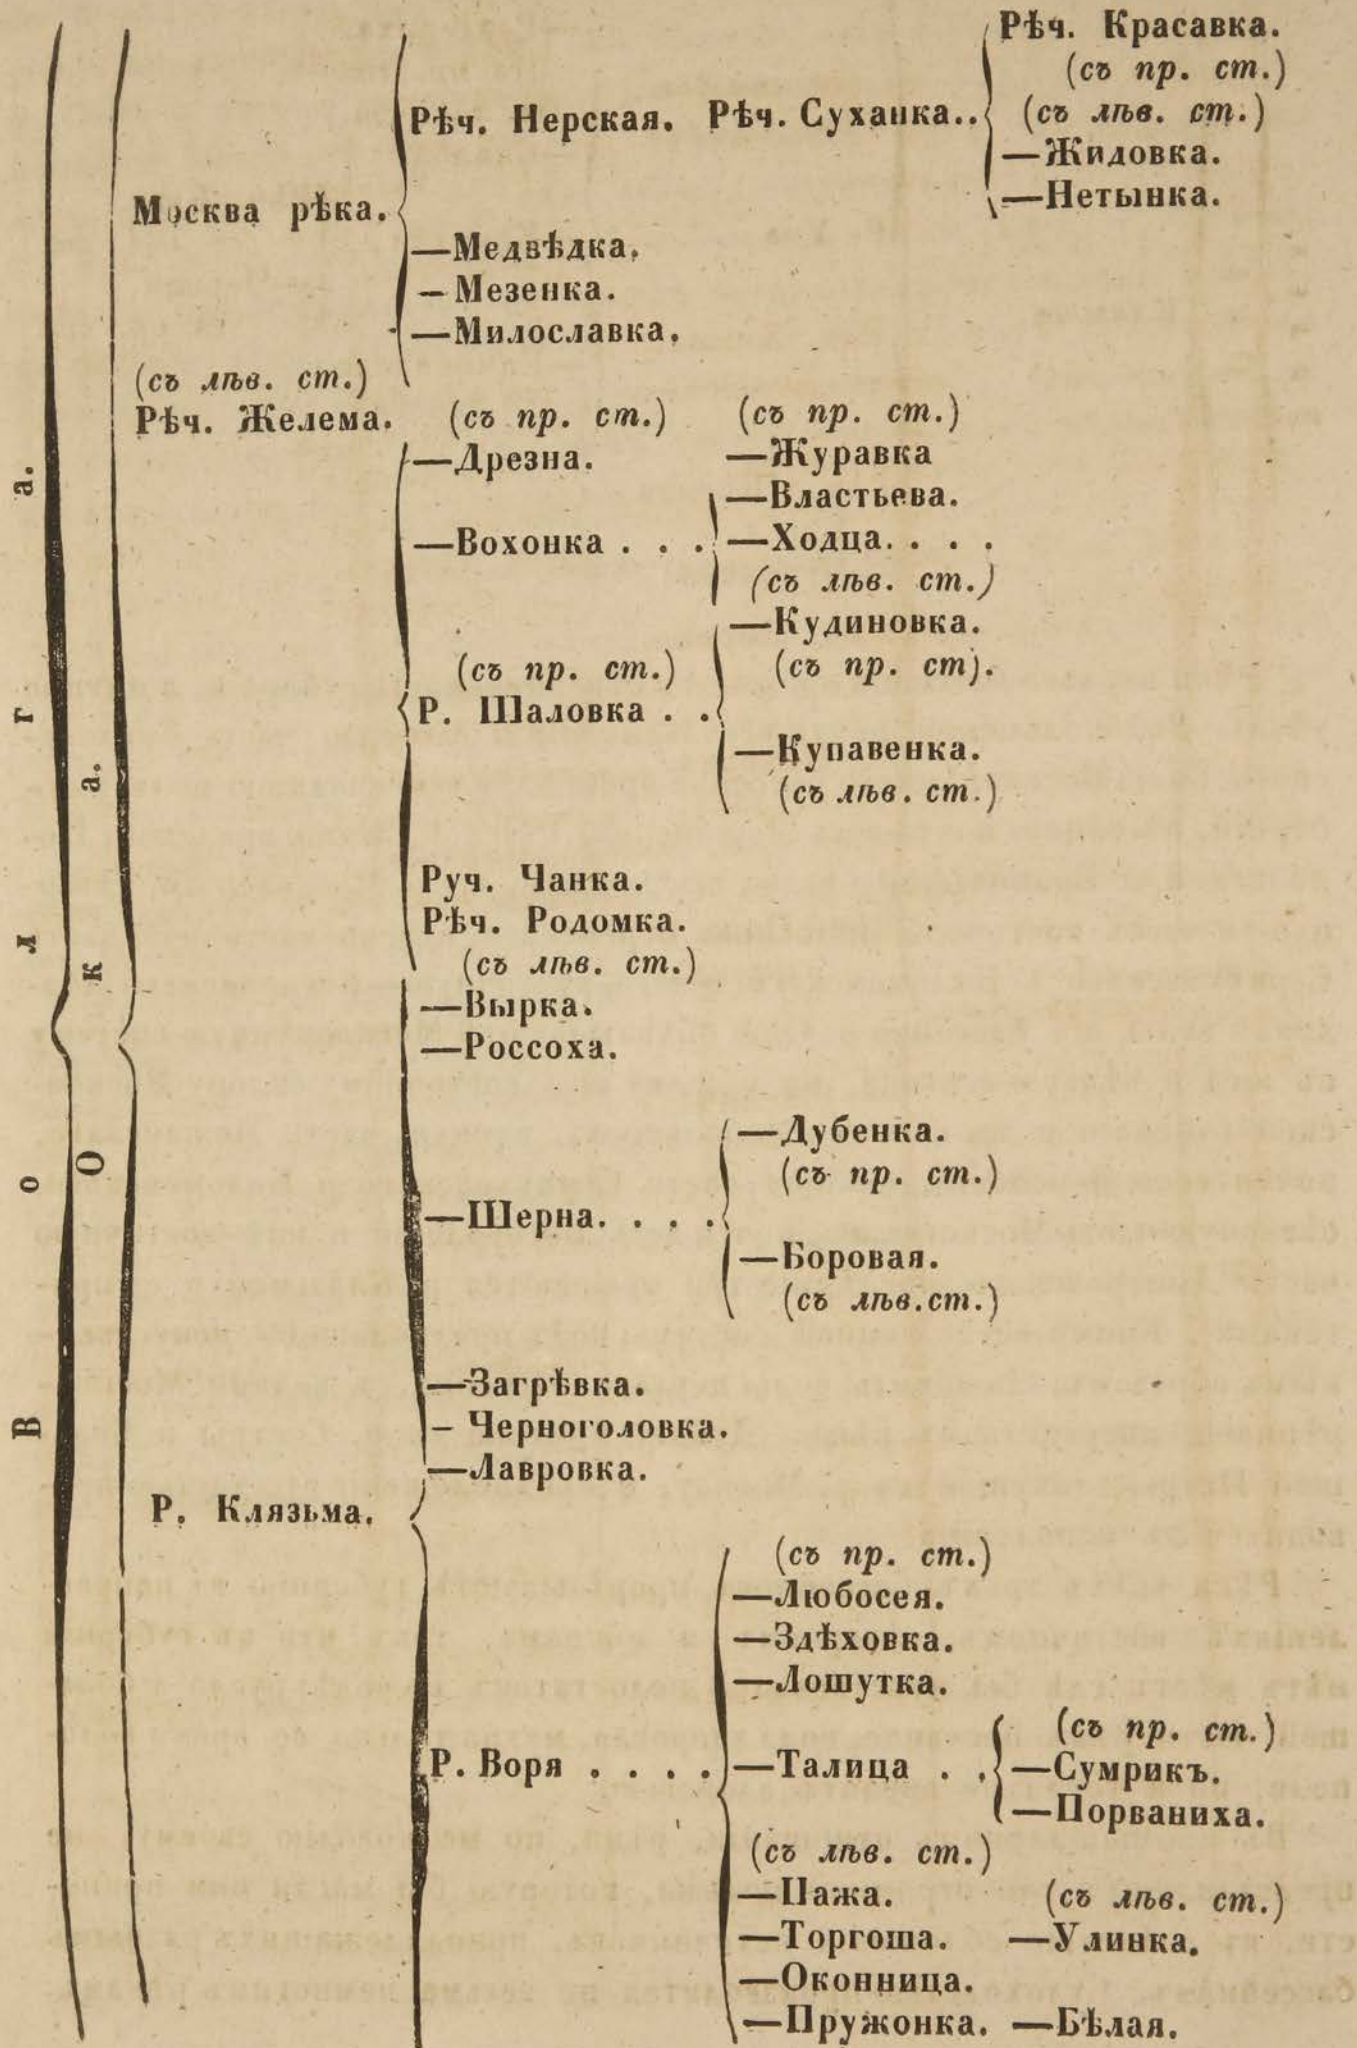 Рѣч. Красавка.
(съ пр. ст.)
Рѣч. Нерская. Рѣч. Суханка..
(съ лѣв. ст.)
—Жидовка.
—Нетынка.
Москва рѣка.
—Медвѣдка.
—Мезенка.
—Милославка.
(съ лѣв. ст.)
Рѣч. Желема. (съ пр. ст.) (съ пр. ст.)
—Дрезна. —Журавка
—Властьева.
—Вохонка . . . —Ходца. . . .
(съ лѣв. ст.)
—Кудиновка.
(съ пр. ст.) (съ пр. ст).
Р. Шаловка . .
—Купавенка.
(съ лѣв. ст.)
Руч. Чанка.
Рѣч. Родомка.
(съ лѣв. ст.)
—Вырка.
—Россоха.
—Дубенка.
(съ пр. ст.)
—Шерна. . . .
—Боровая.
(съ лѣв.ст.)
—Загрѣвка.
– Черноголовка.
—Лавровка.
Р. Клязьма.
(съ пр. ст.)
—Любосея.
—Здѣховка.
—Лошутка.
(съ пр. ст.)
Р. Воря . . . . —Талица . . —Сумрикъ.
—Порваниха.
(съ лѣв. ст.)
—Пажа. (съ лѣв. ст.)
—Торгоша. —Улинка.
—Оконница.
—Пружонка. —Бѣлая.
Волга.
Ока.